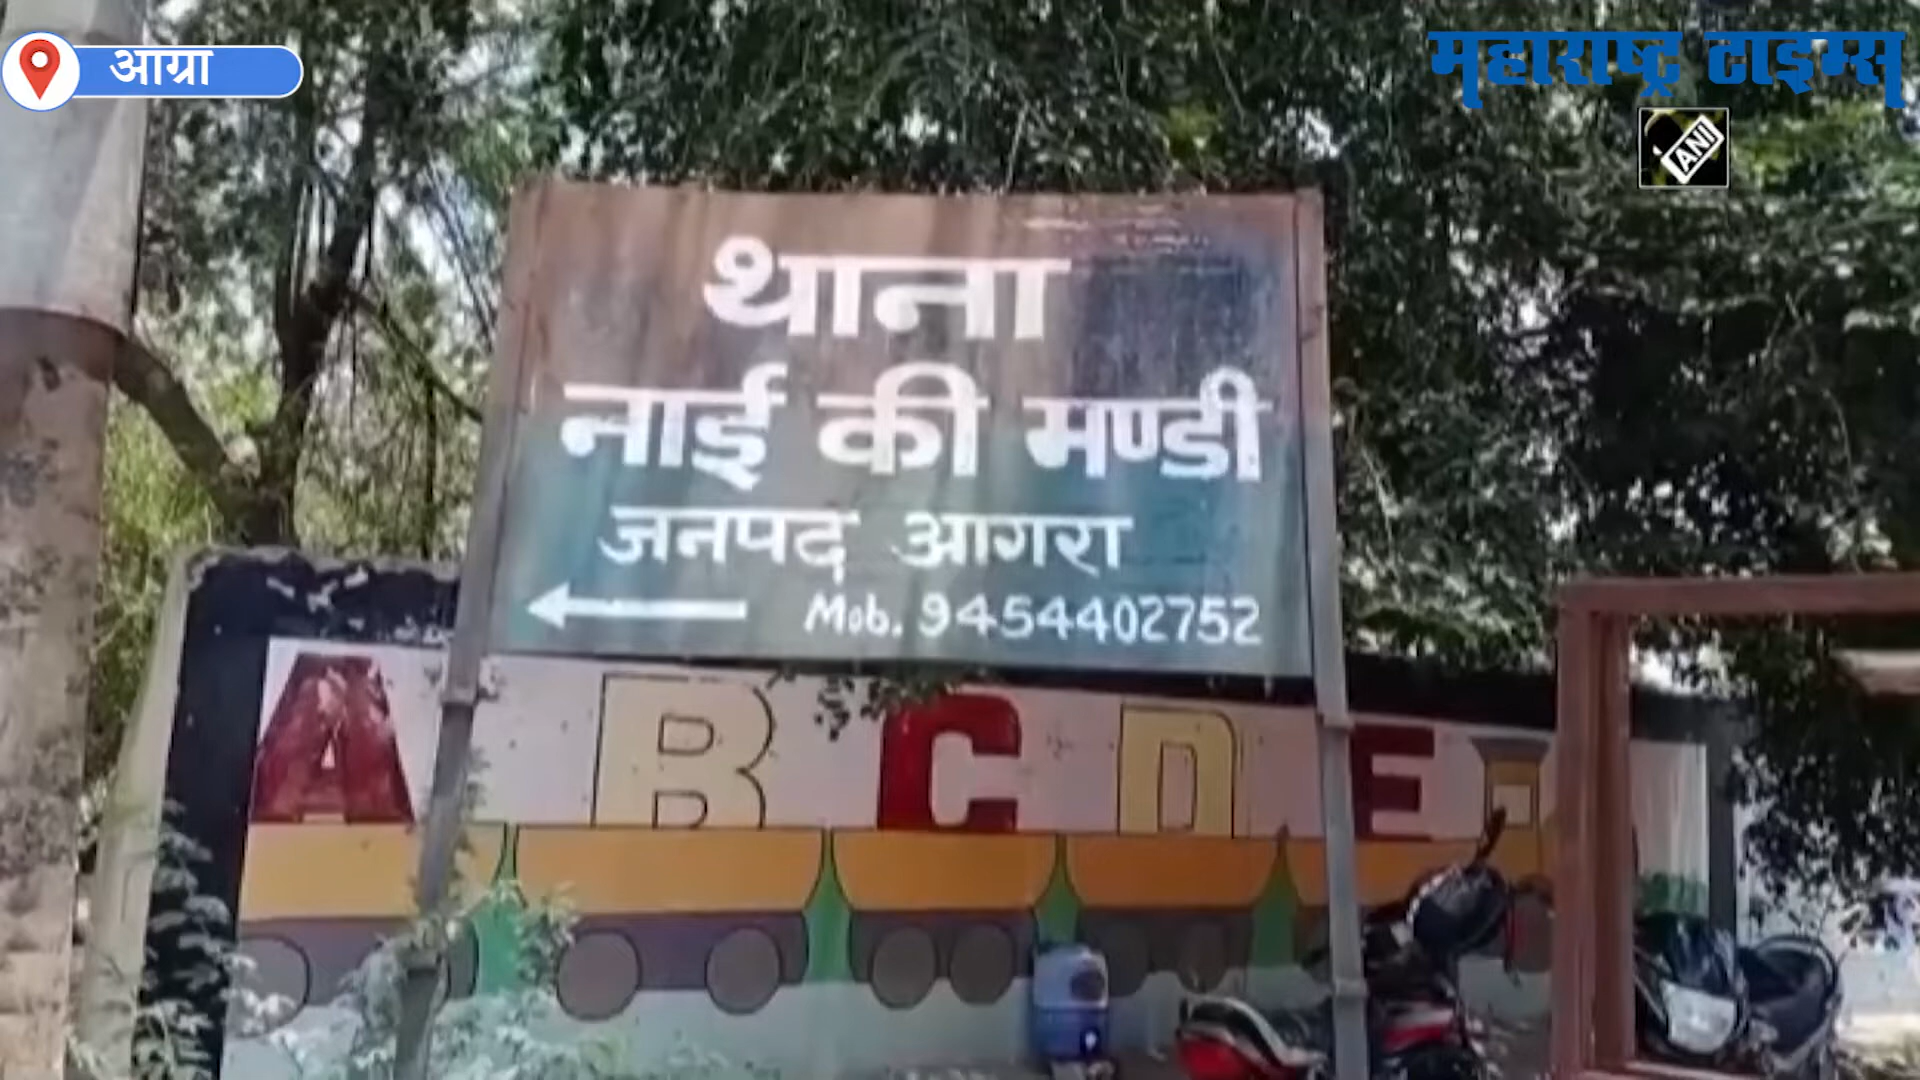 आग्रा
महाराष्ट्र टाइम्स
ANI
थाना
नाई की मण्डी
जनपद आगरा
Mob. 9454402752
A B C D E